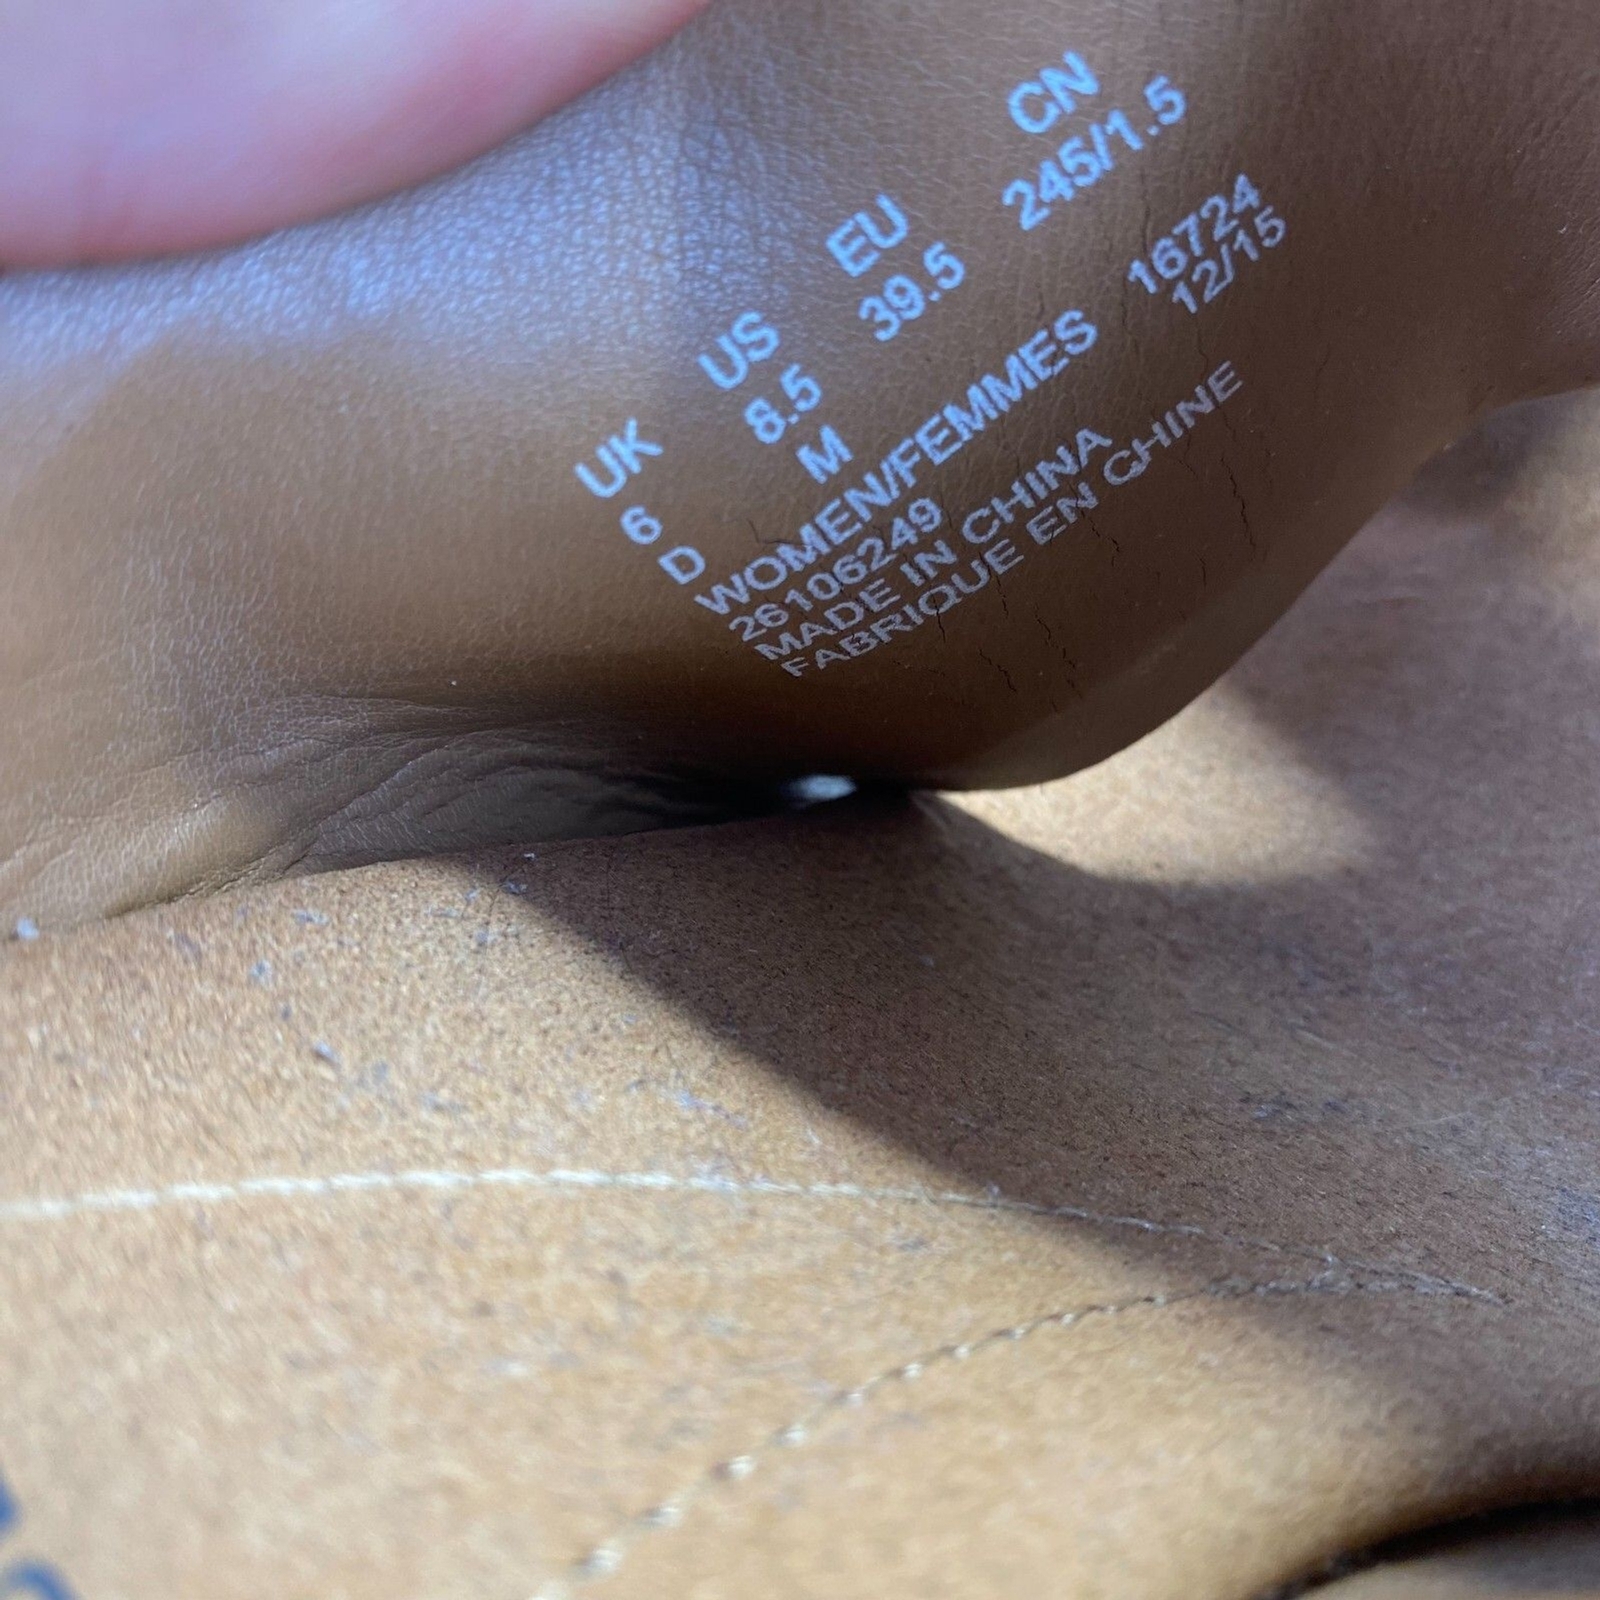 UK US EU CN
6 8.5 39.5 245/1.5
D M
WOMEN/FEMMES 16724
26106249 12/15
MADE IN CHINA
FABRIQUE EN CHINE